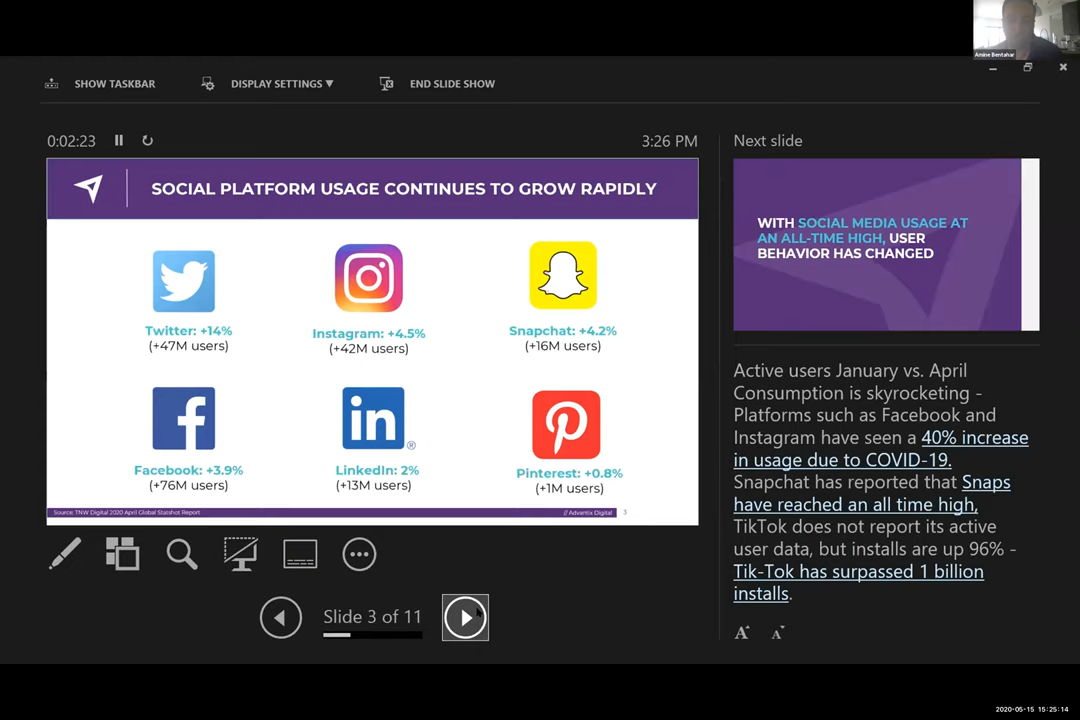 Amine Bentahar
SHOW TASKBAR
DISPLAY SETTINGS ▼
END SLIDE SHOW
0:02:23
3:26 PM
Next slide
SOCIAL PLATFORM USAGE CONTINUES TO GROW RAPIDLY
Twitter: +14%
(+47M users)
Instagram: +4.5%
(+42M users)
Snapchat: +4.2%
(+16M users)
in®
Facebook: +3.9%
(+76M users)
LinkedIn: 2%
(+13M users)
Pinterest: +0.8%
(+1M users)
Source: TNW Digital 2020 April Global Statshot Report
// Advantix Digital
3
Slide 3 of 11
WITH SOCIAL MEDIA USAGE AT
AN ALL-TIME HIGH, USER
BEHAVIOR HAS CHANGED
Active users January vs. April
Consumption is skyrocketing -
Platforms such as Facebook and
Instagram have seen a 40% increase
in usage due to COVID-19.
Snapchat has reported that Snaps
have reached an all time high,
TikTok does not report its active
user data, but installs are up 96% -
Tik-Tok has surpassed 1 billion
installs.
A A
2020-05-15 15:25:14